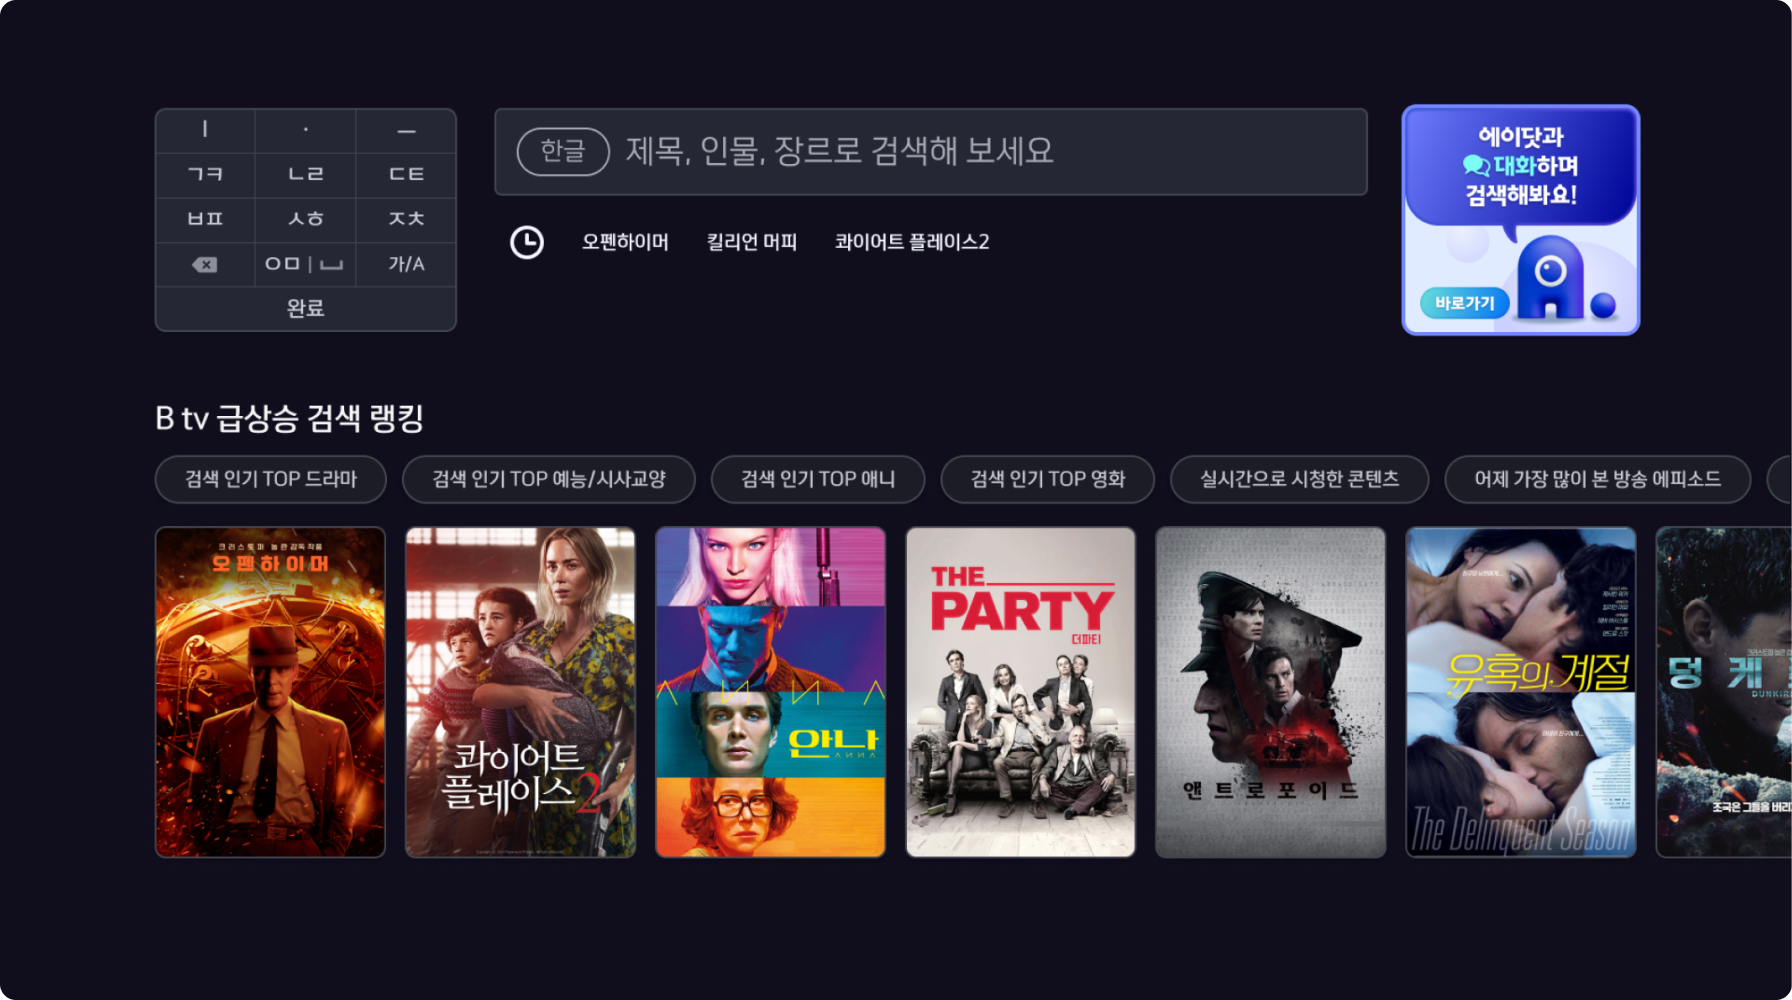 ㅣ
·
ㅡ
ㄱㅋ
ㄴㄹ
ㄷㅌ
ㅂㅍ
ㅅㅎ
ㅈㅊ
ㅇㅁ |
가/A
완료
한글 제목, 인물, 장르로 검색해 보세요
오펜하이머 킬리언 머피 콰이어트 플레이스2
에이닷과
대화하며
검색해봐요!
바로가기
B tv 급상승 검색 랭킹
검색 인기 TOP 드라마
검색 인기 TOP 예능/시사교양
검색 인기 TOP 애니
검색 인기 TOP 영화
실시간으로 시청한 콘텐츠
어제 가장 많이 본 방송 에피소드
크리스토퍼 놀란 감독 작품
오펜하이머
콰이어트
플레이스2
ANNA
안나
ANNA
THE
PARTY
더파티
앤트로포이드
유혹의 계절
The Delinquent Season
덩케
DUNKIR
조국은 그들을 버리